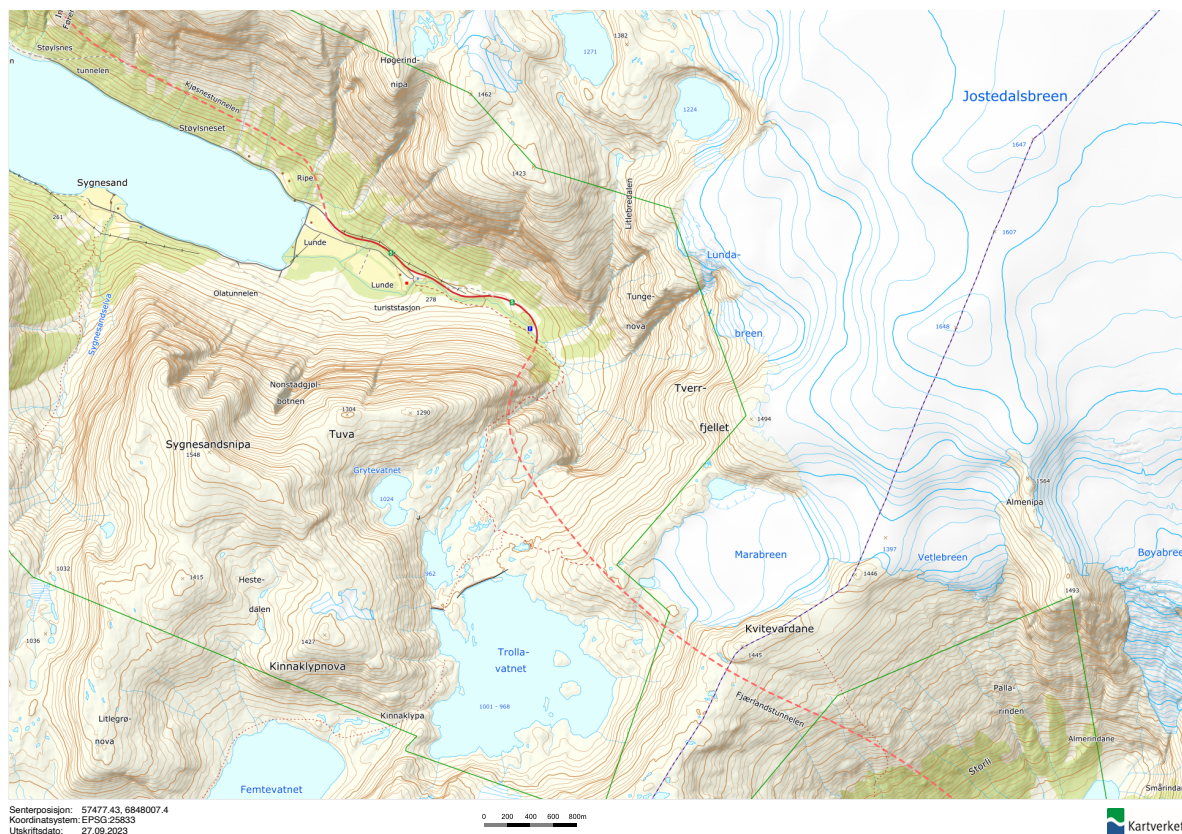 1382
Jostedalsbreen
Støylsnes
tunnelen
Høgerind-
nipa
1271
1462
1224
Kjøsnestunnelen
Støylsneset
1647
Sygnesand
Ripe
1423
Litlebredalen
261
Lunde
1607
Lunda-
breen
Lunde
turiststasjon
278
Olatunnelen
Tunge-
nova
1648
Sygnesandselva
Nonstadgjøl-
botnen
1304
1290
Tverr-
fjellet
1494
Tuva
Sygnesandsnipa
1548
Grytevatnet
1024
1564
Almenipa
Marabreen
1397
Vetlebreen
Bøyabree
962
1446
1493
1032
1415
Heste-
dalen
1036
1427
Kinnaklypnova
Trolla-
vatnet
1001 - 968
Kvitevardane
1445
Fjærlandstunnelen
Palla-
rinden
Kinnaklypa
Litlegrø-
nova
Almerindane
Storli
Femtevatnet
Smårinda
Senterposisjon: 57477.43, 6848007.4
Koordinatsystem: EPSG:25833
Utskriftsdato: 27.09.2023
0 200 400 600 800m
Kartverket